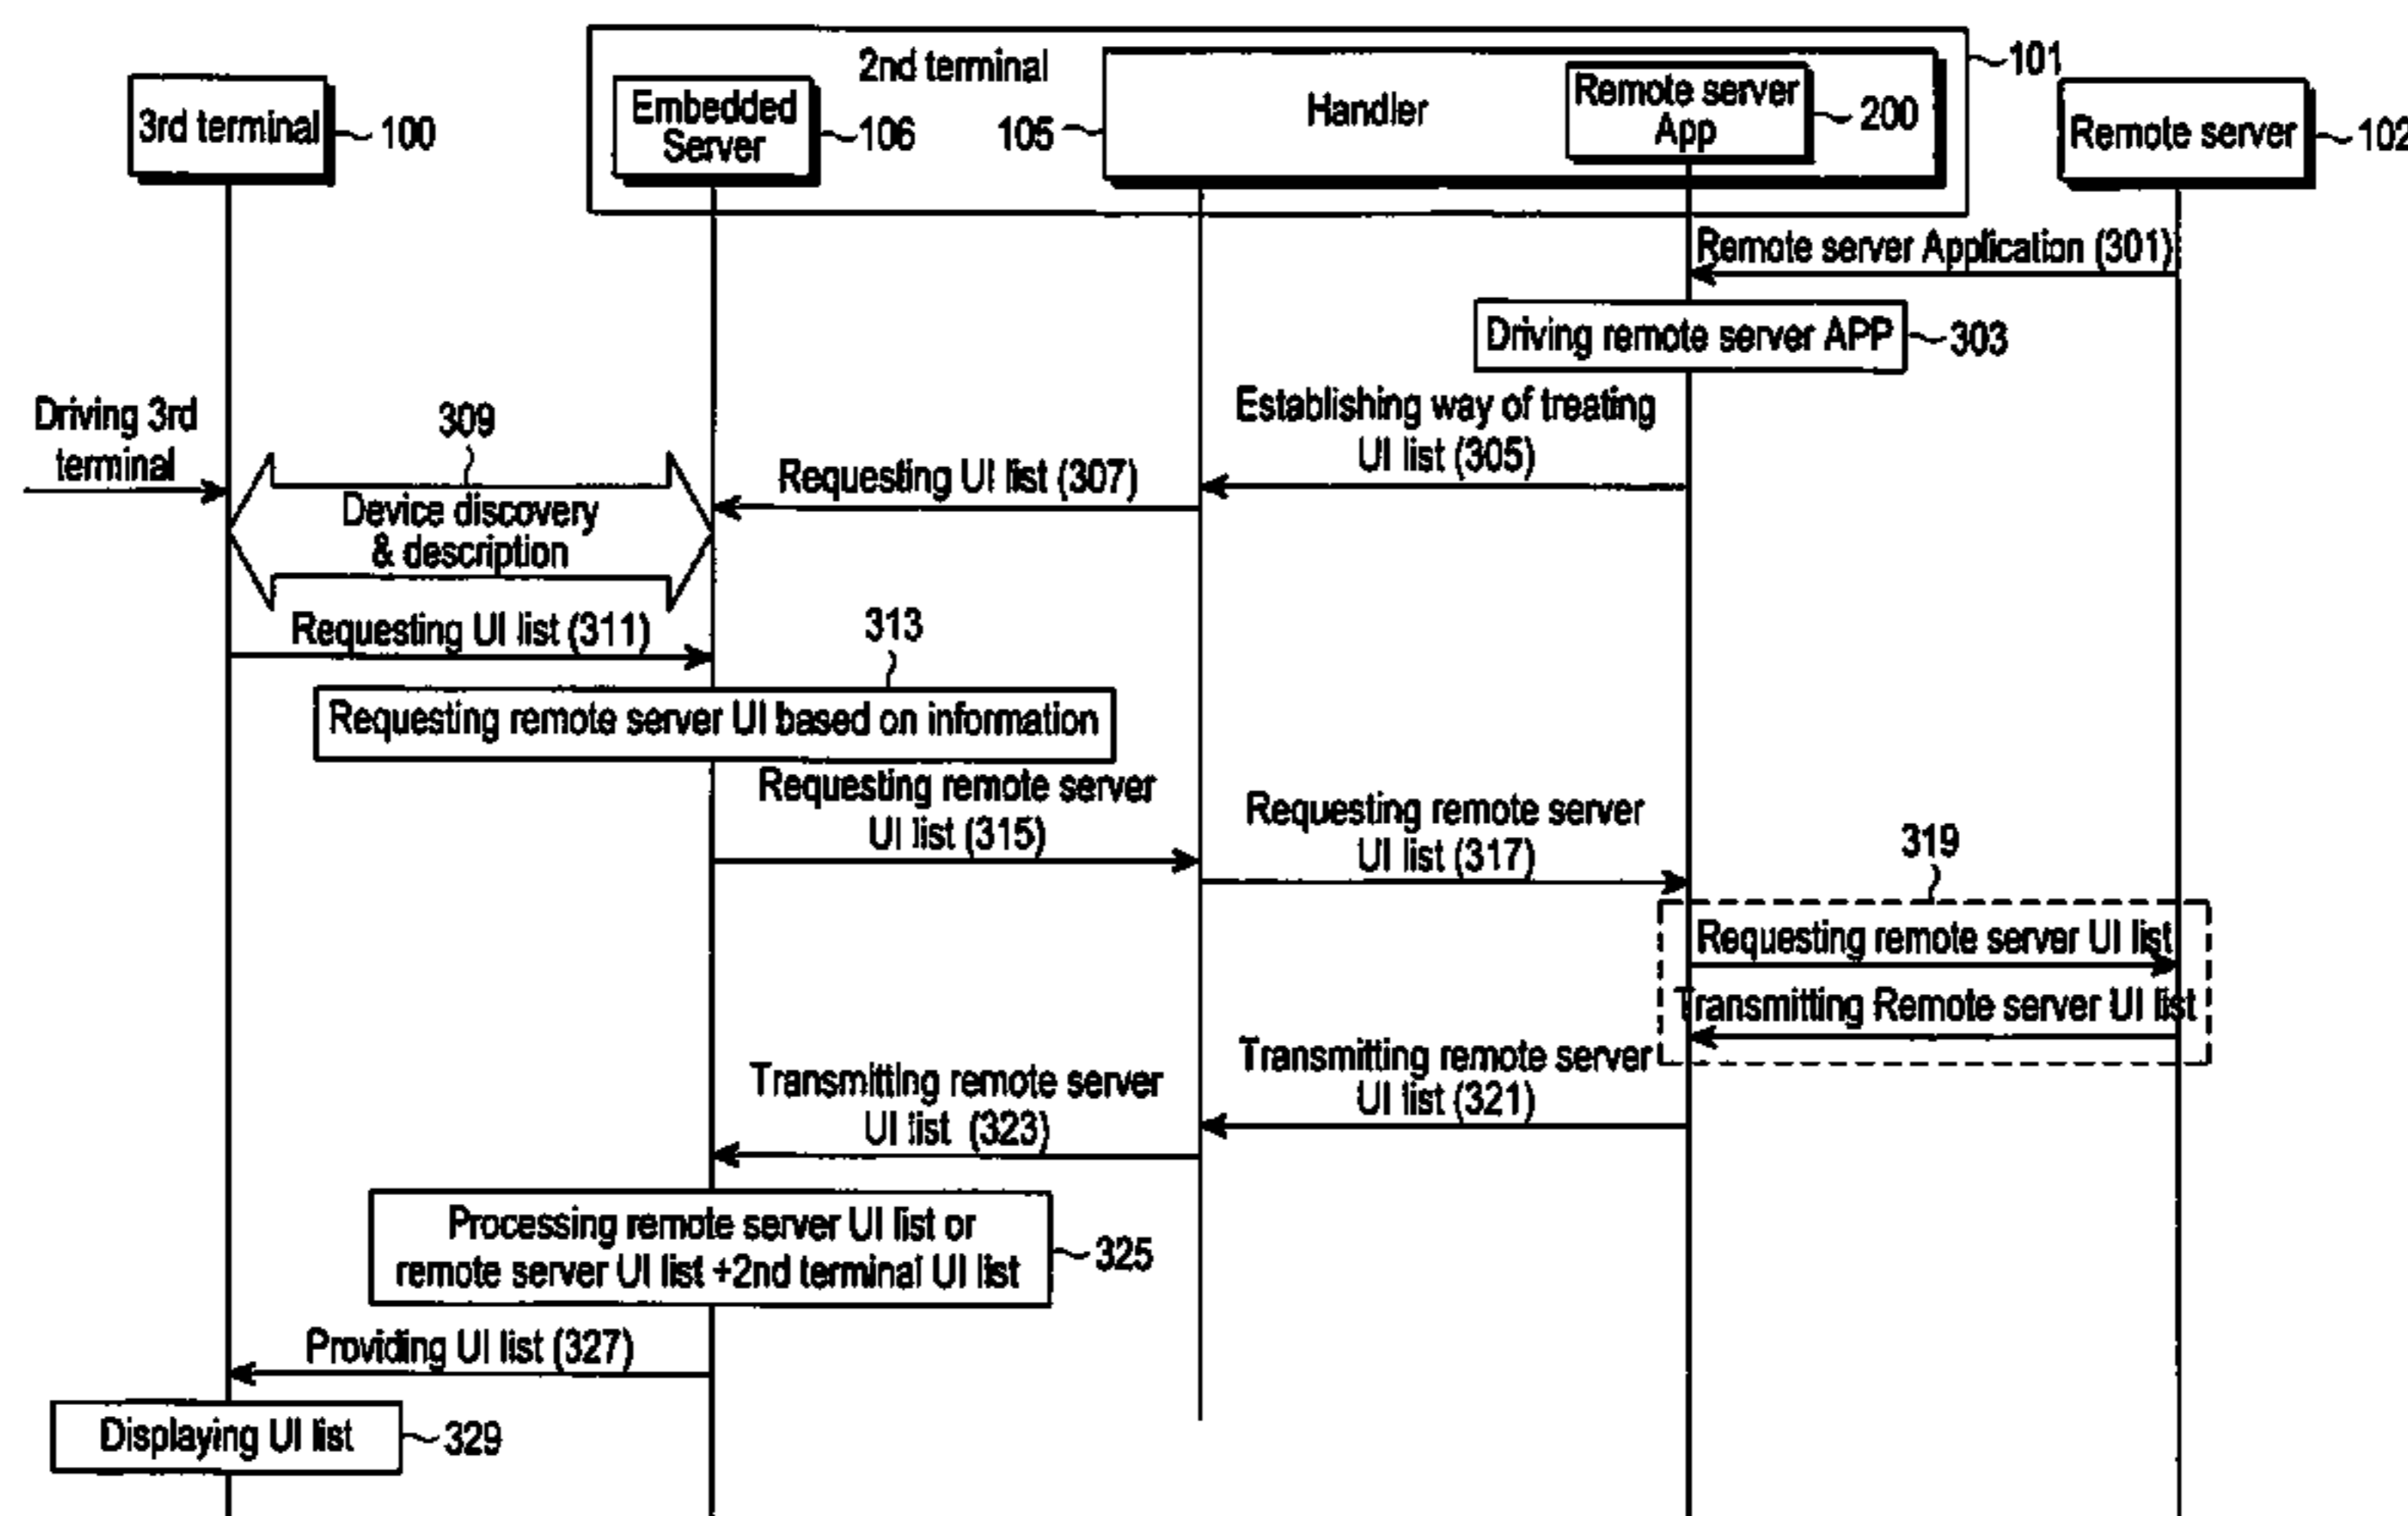 2nd terminal
101
3rd terminal
100
Embedded
Server
106
105
Handler
Remote server
App
200
Remote server
102
Remote server Application (301)
Driving remote server APP
303
Driving 3rd
terminal
309
Device discovery
& description
Requesting UI list (307)
Establishing way of treating
UI list (305)
Requesting UI list (311)
313
Requesting remote server UI based on information
Requesting remote server
UI list (315)
Requesting remote server
UI list (317)
319
Requesting remote server UI list
Transmitting Remote server UI list
Transmitting remote server
UI list (321)
Transmitting remote server
UI list (323)
Processing remote server UI list or
remote server UI list +2nd terminal UI list
325
Providing UI list (327)
Displaying UI list
329